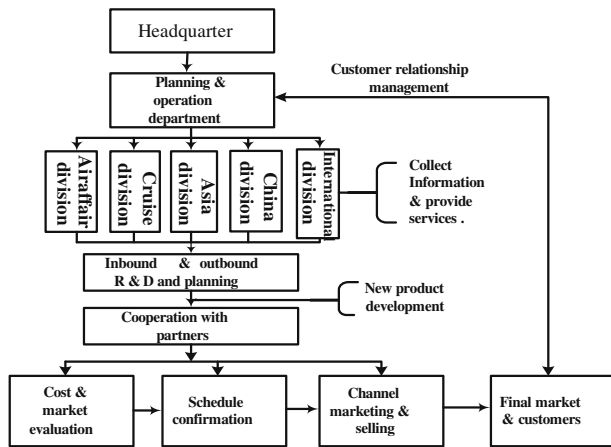 Headquarter
Planning &
operation
department
Customer relationship
management
Airaffair
division
Cruise
division
Asia
division
China
division
International
division
Collect
Information
& provide
services .
Inbound & outbound
R & D and planning
New product
development
Cooperation with
partners
Cost &
market
evaluation
Schedule
confirmation
Channel
marketing &
selling
Final market
& customers